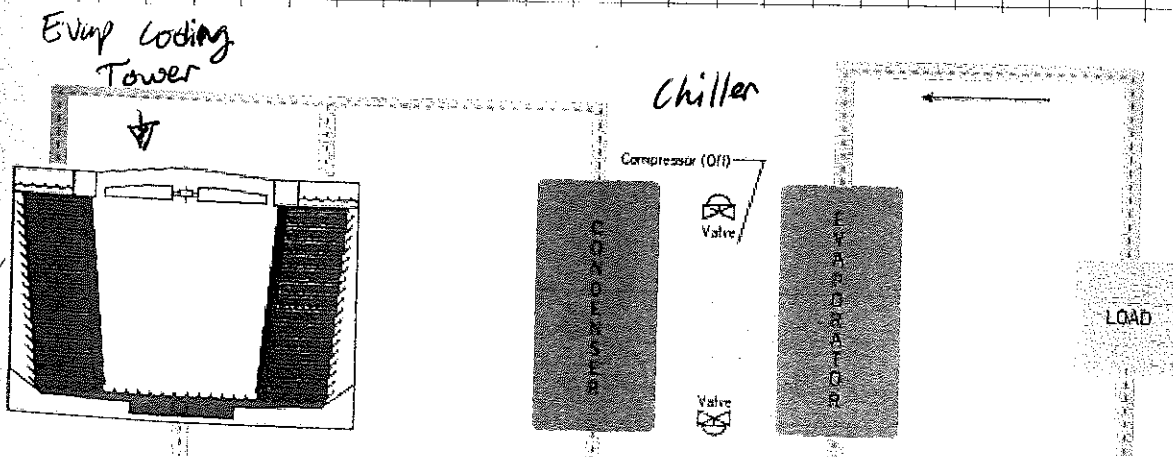 Evap Cooling
Tower
Chiller
Compressor (Off)
Valve
CONDENSER
EVAPORATOR
LOAD
Valve